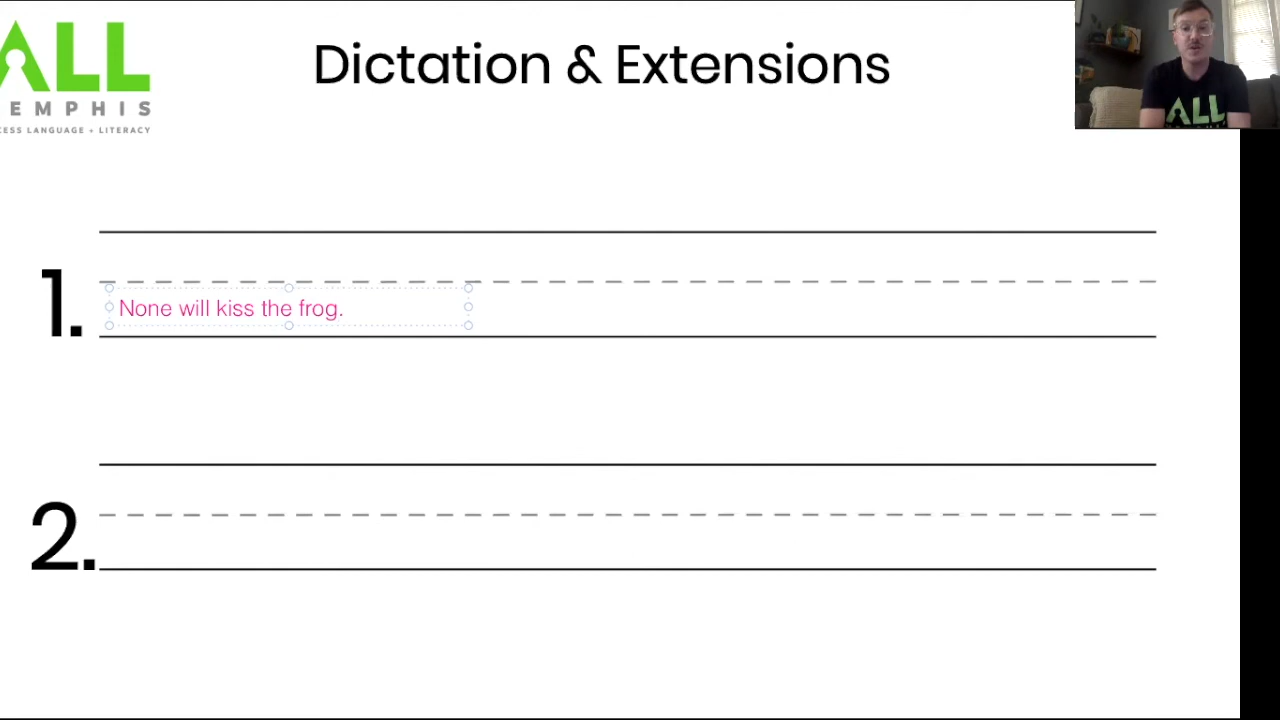 ALL
EMPHIS
CESS LANGUAGE + LITERACY
Dictation & Extensions
ALL
1.
None will kiss the frog.
2.